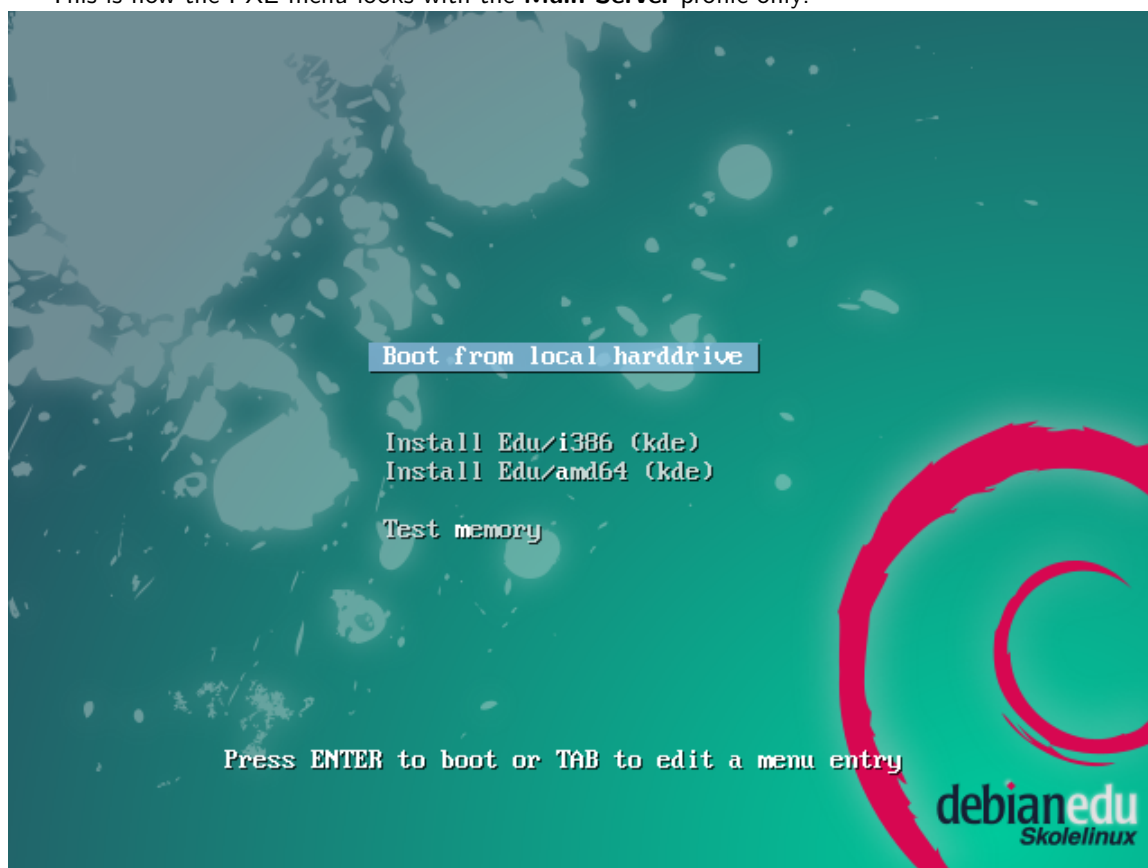 This is how the PXE menu looks with the Main Server profile only:
Boot from local harddrive
Install Edu/i386 (kde)
Install Edu/amd64 (kde)
Test memory
Press ENTER to boot or TAB to edit a menu entry
debianedu
Skolelinux